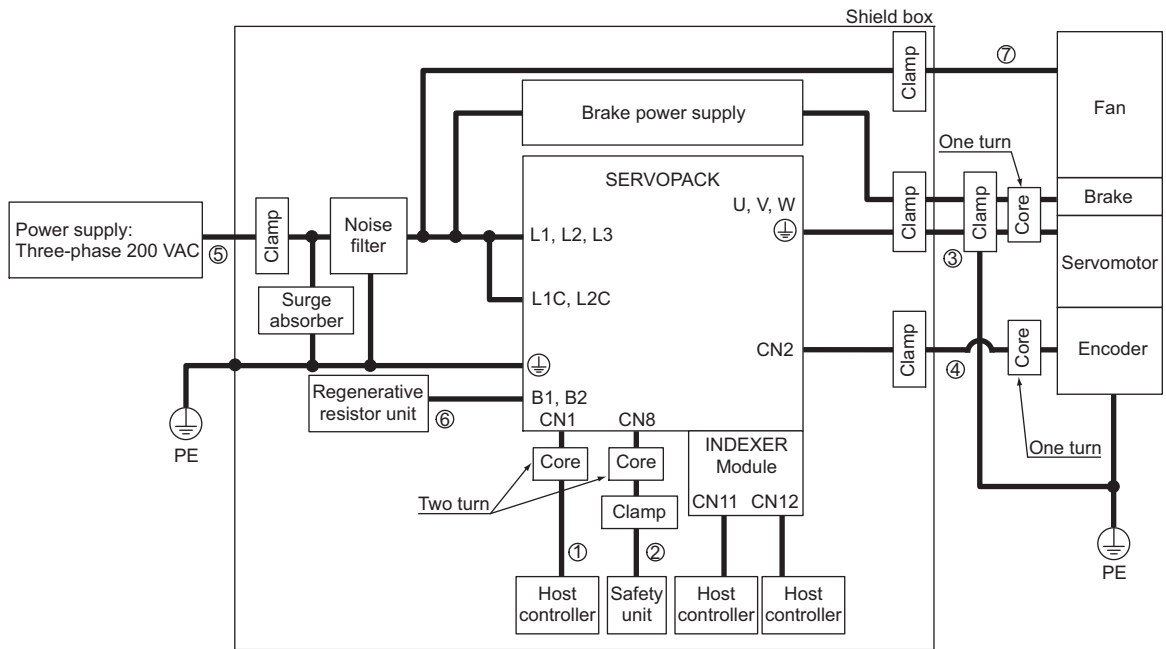 Shield box
Clamp
⑦
Fan
Brake power supply
One turn
SERVOPACK
U, V, W
Clamp
Clamp
Core
Brake
Power supply:
Three-phase 200 VAC
⑤
Clamp
Noise
filter
L1, L2, L3
③
Servomotor
Surge
absorber
L1C, L2C
CN2
Clamp
④
Core
Encoder
PE
Regenerative
resistor unit
⑥
B1, B2
CN1
CN8
One turn
Core
Core
INDEXER
Module
Two turn
Clamp
CN11
CN12
①
②
PE
Host
controller
Safety
unit
Host
controller
Host
controller